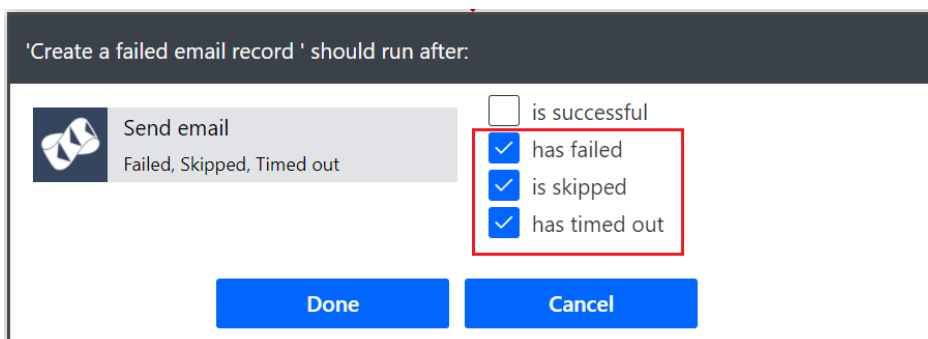 'Create a failed email record ' should run after:
Send email
Failed, Skipped, Timed out
is successful
has failed
is skipped
has timed out
Done
Cancel